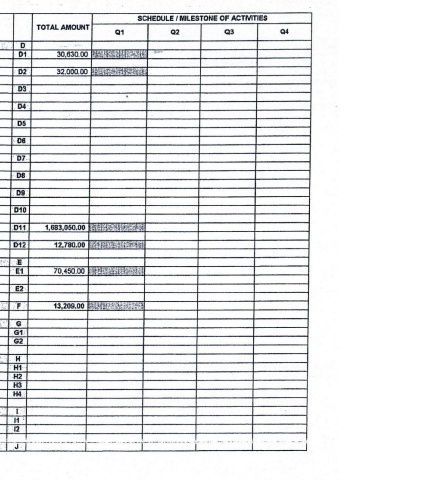 TOTAL AMOUNT
SCHEDULE / MILESTONE OF ACTIVITIES
Q1 Q2 Q3 Q4
D
D1 30,630.00
D2 32,000.00
D3
D4
D5
D6
D7
D8
D9
D10
D11 1,683,050.00
D12 12,780.00
E
E1 70,450.00
E2
F 13,209.00
G
G1
G2
H
H1
H2
H3
H4
I
I1
I2
J